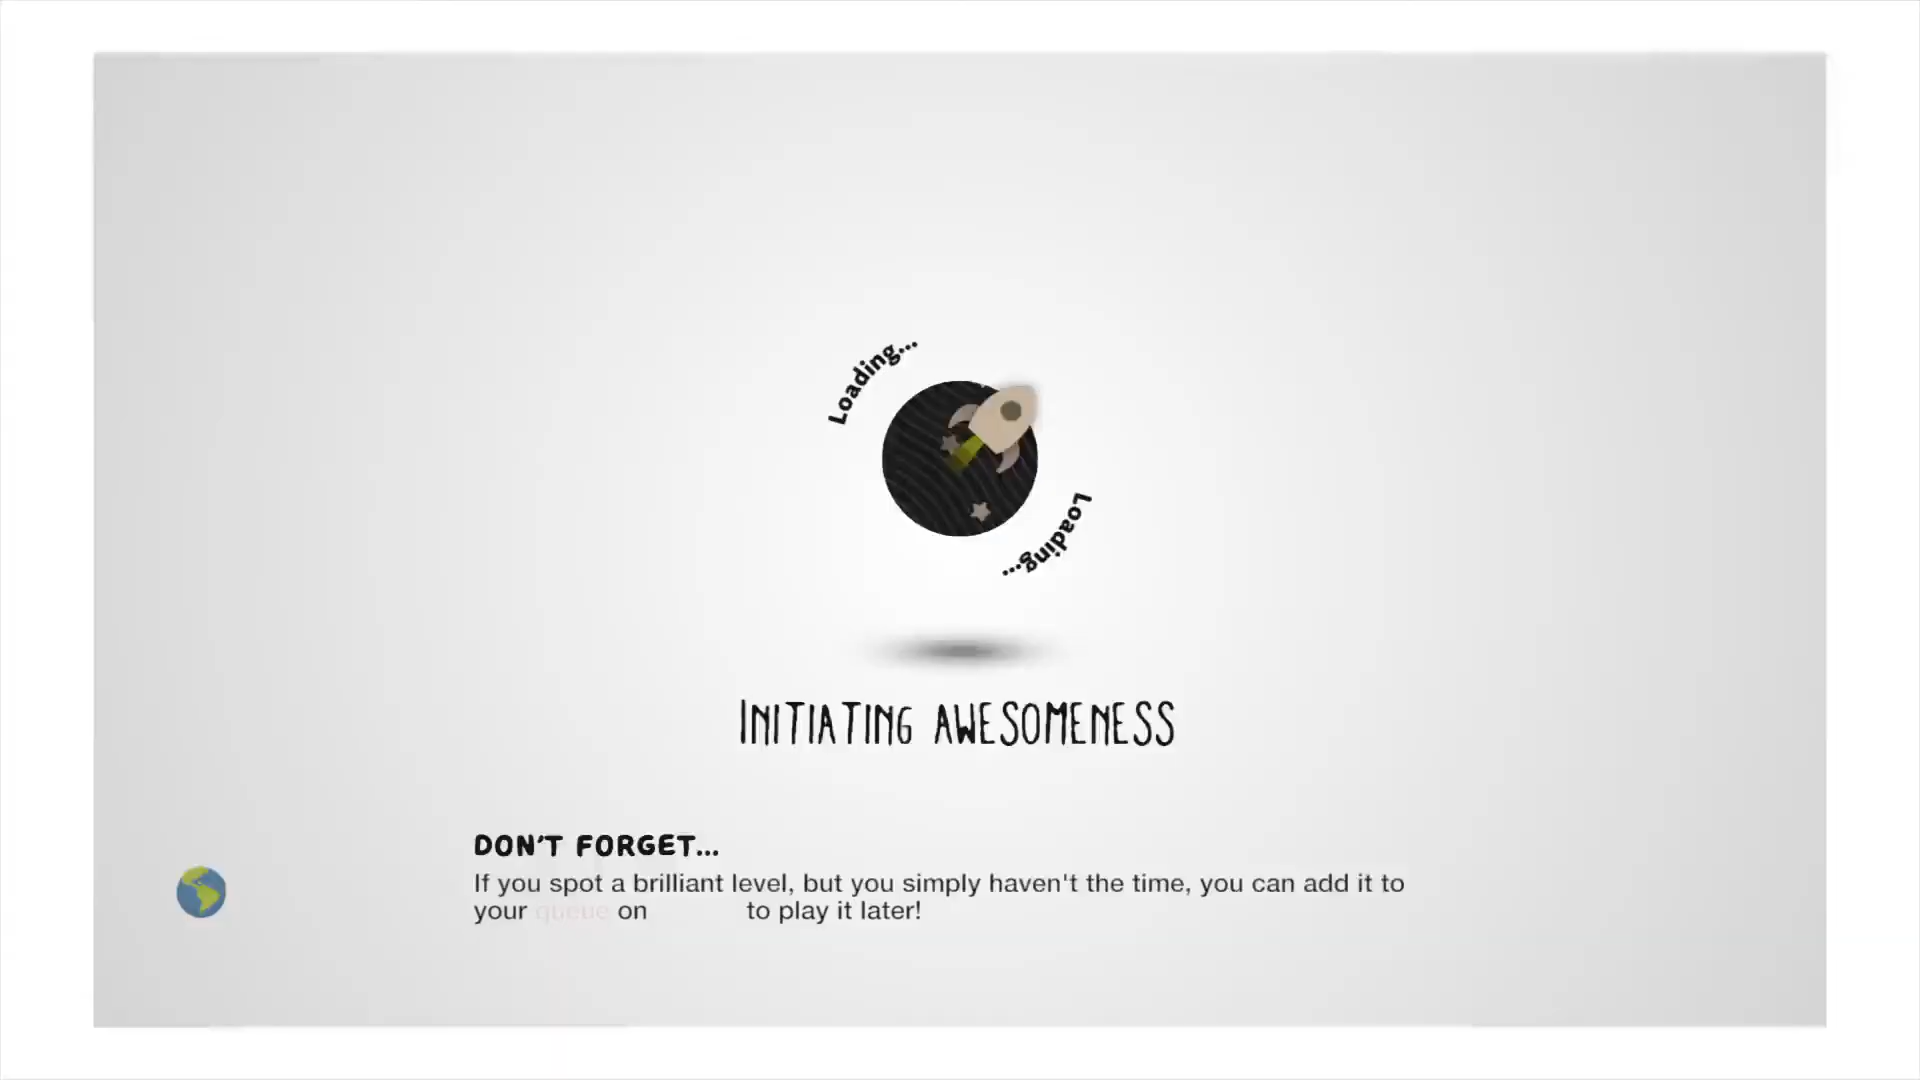 Loading...
Loading...
INITIATING AWESOMENESS
DON'T FORGET...
If you spot a brilliant level, but you simply haven't the time, you can add it to
your queue on to play it later!